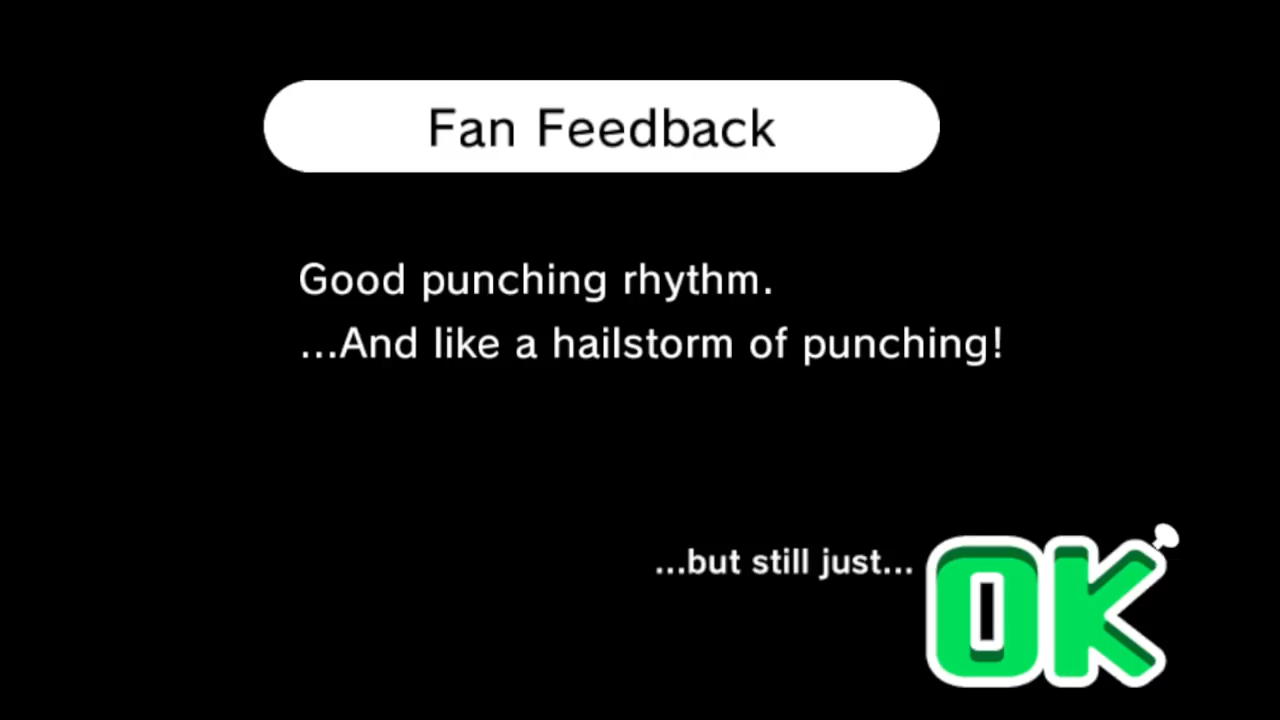 Fan Feedback
Good punching rhythm.
...And like a hailstorm of punching!
...but still just...
OK